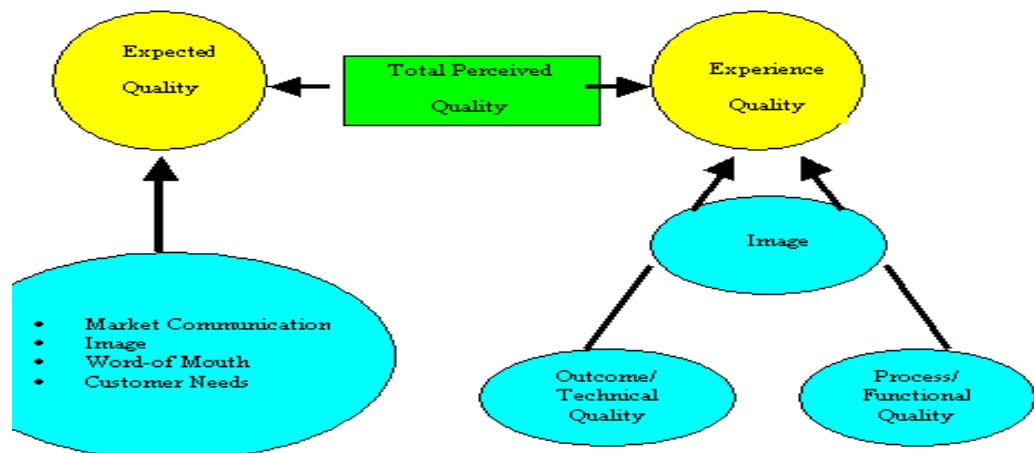 Expected
Quality
Total Perceived
Quality
Experience
Quality
Image
• Market Communication
• Image
• Word-of Mouth
• Customer Needs
Outcome/
Technical
Quality
Process/
Functional
Quality